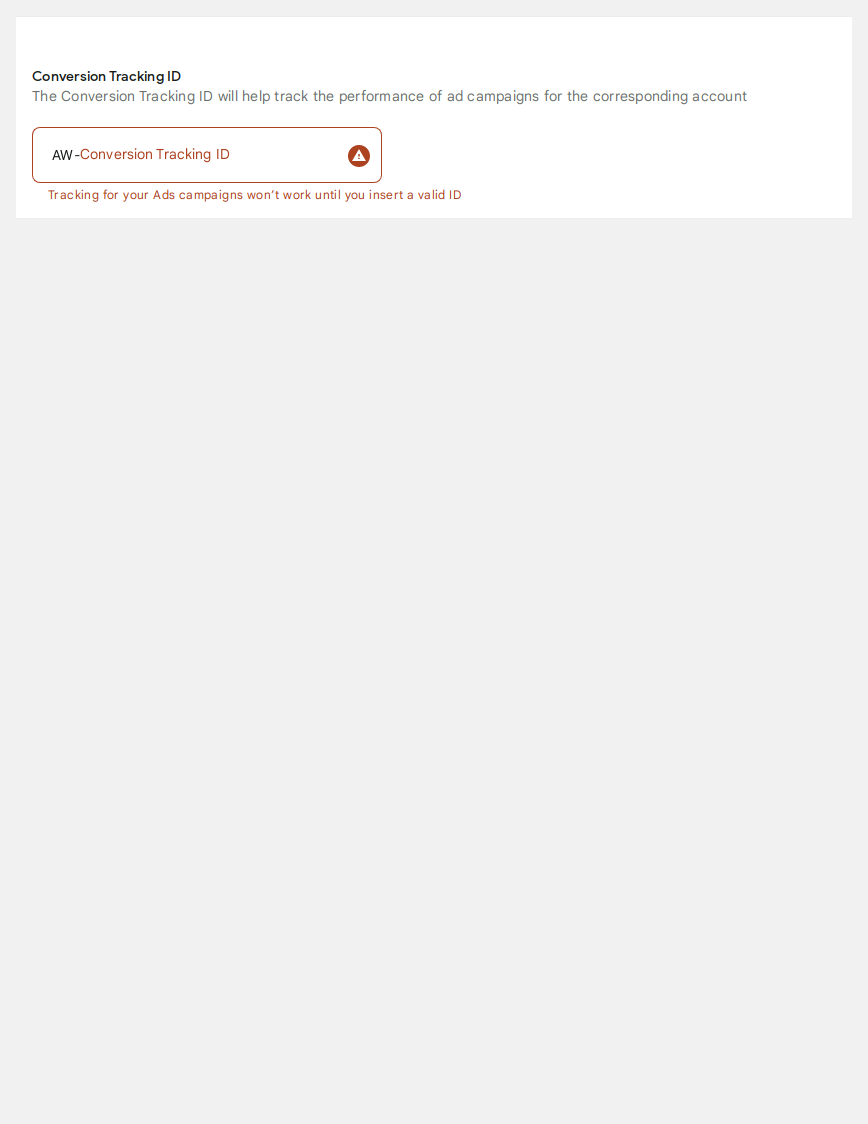 Conversion Tracking ID
The Conversion Tracking ID will help track the performance of ad campaigns for the corresponding account
AW-Conversion Tracking ID
Tracking for your Ads campaigns won’t work until you insert a valid ID